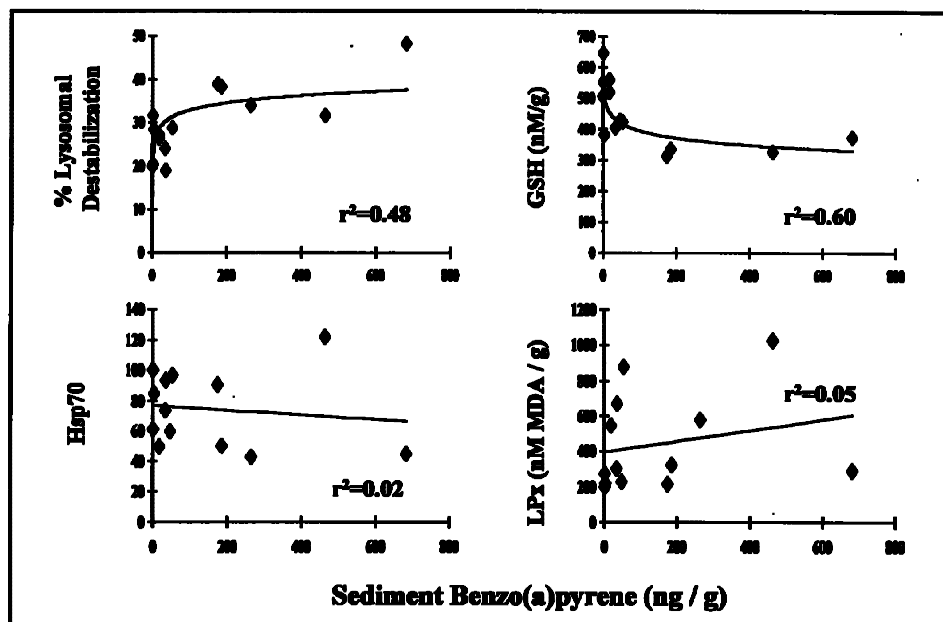 50
40
30
20
10
0
% Lysosomal
Destabilization
r²=0.48
0 200 400 600 800
700
600
500
400
300
200
100
0
GSH (nM/g)
r²=0.60
0 200 400 600 800
140
120
100
80
60
40
20
0
Hsp70
r²=0.02
0 200 400 600 800
1200
1000
800
600
400
200
0
LPx (nM MDA / g)
r²=0.05
0 200 400 600 800
Sediment Benzo(a)pyrene (ng / g)